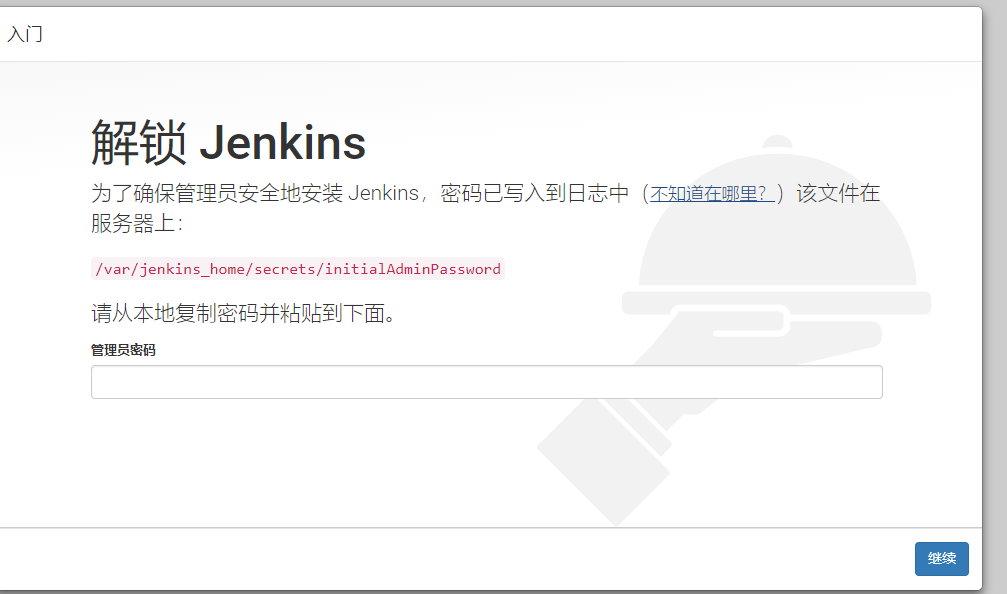 入门
解锁 Jenkins
为了确保管理员安全地安装 Jenkins，密码已写入到日志中（不知道在哪里？）该文件在
服务器上：
/var/jenkins_home/secrets/initialAdminPassword
请从本地复制密码并粘贴到下面。
管理员密码
继续